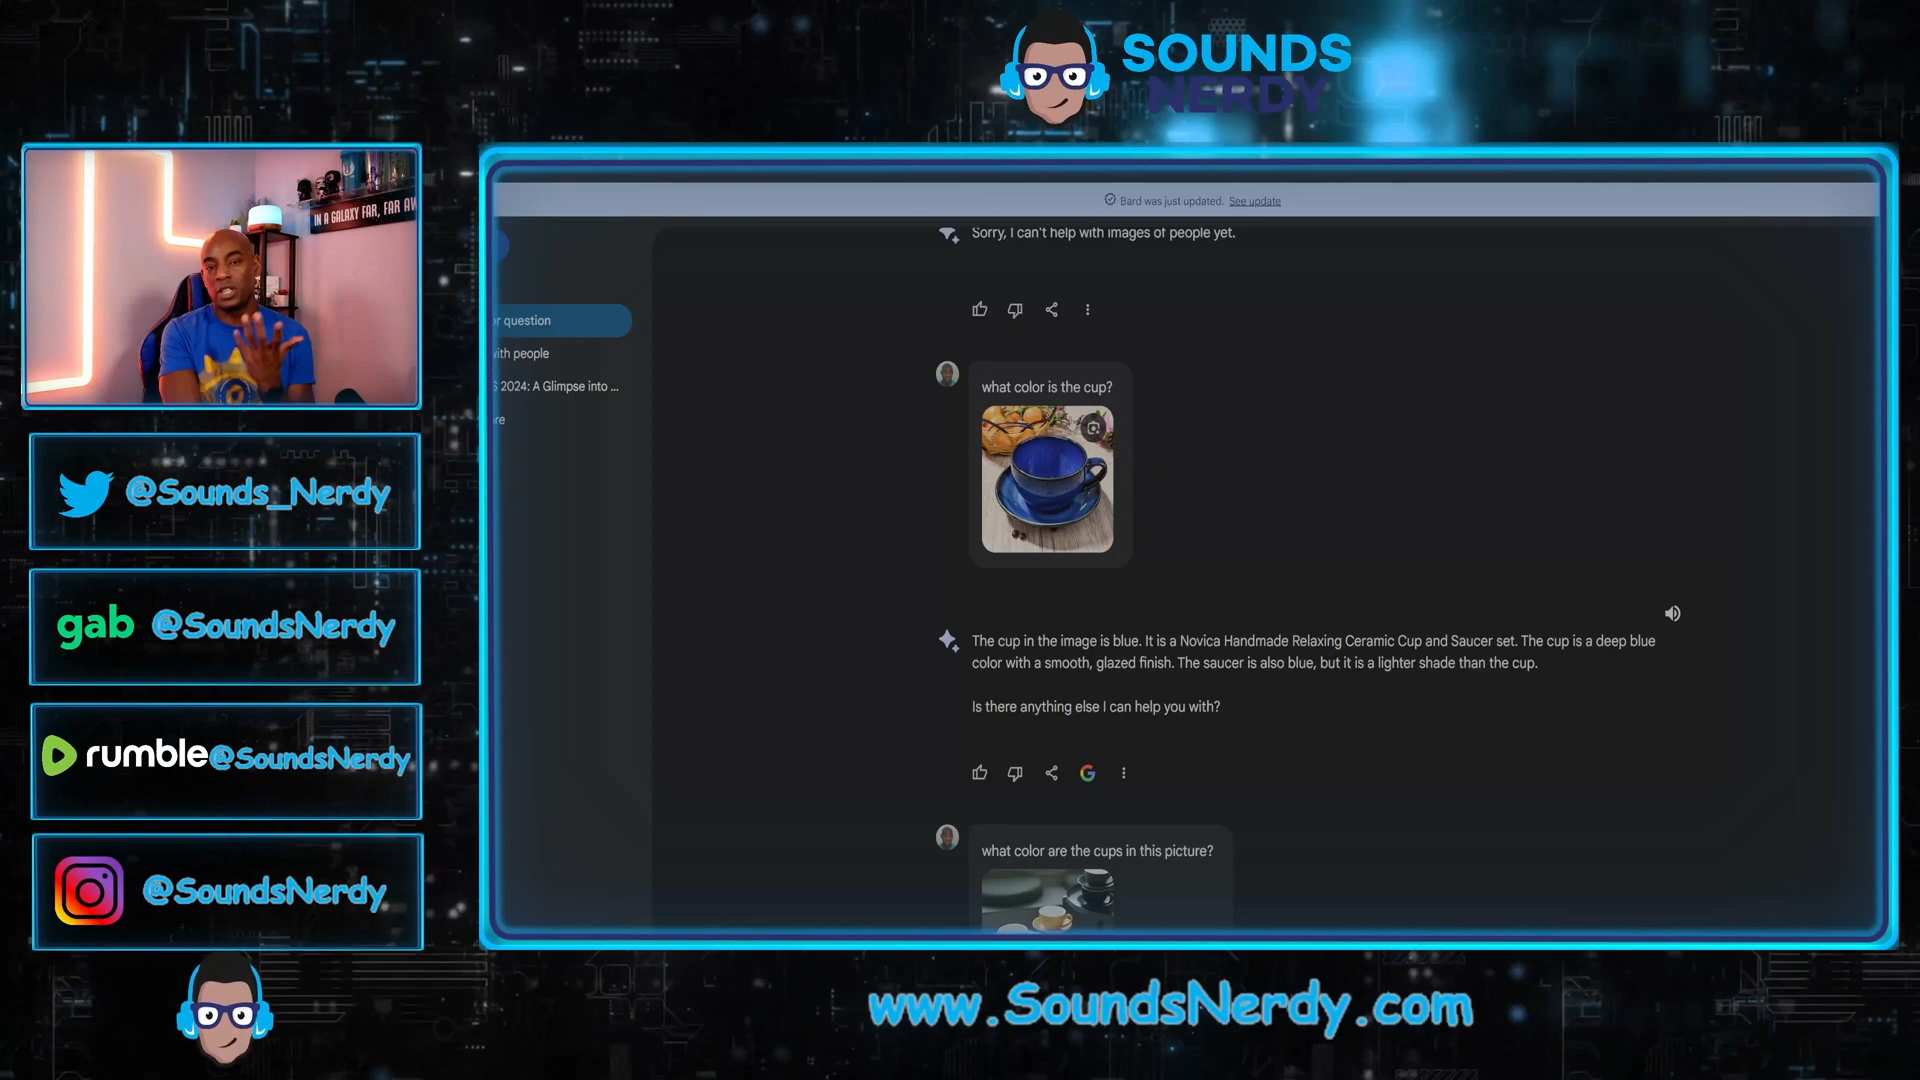 SOUNDS
NERDY
IN A GALAXY FAR, FAR AW
@Sounds_Nerdy
gab @SoundsNerdy
rumble@SoundsNerdy
@SoundsNerdy
Bard was just updated. See update
Sorry, I can't help with images of people yet.
or question
with people
S 2024: A Glimpse into ...
re
what color is the cup?
The cup in the image is blue. It is a Novica Handmade Relaxing Ceramic Cup and Saucer set. The cup is a deep blue
color with a smooth, glazed finish. The saucer is also blue, but it is a lighter shade than the cup.
Is there anything else I can help you with?
what color are the cups in this picture?
www.SoundsNerdy.com